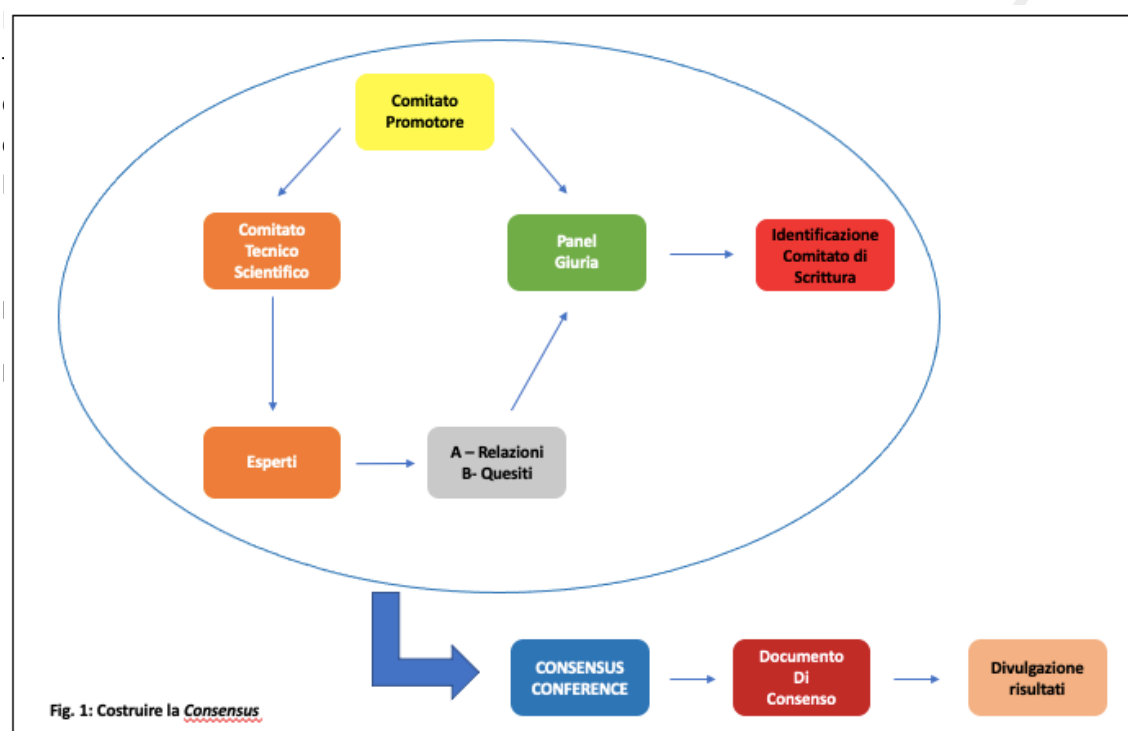 Comitato
Promotore
Comitato
Tecnico
Scientifico
Panel
Giuria
Identificazione
Comitato di
Scrittura
Esperti
A – Relazioni
B- Quesiti
CONSENSUS
CONFERENCE
Documento
Di
Consenso
Divulgazione
risultati
Fig. 1: Costruire la Consensus